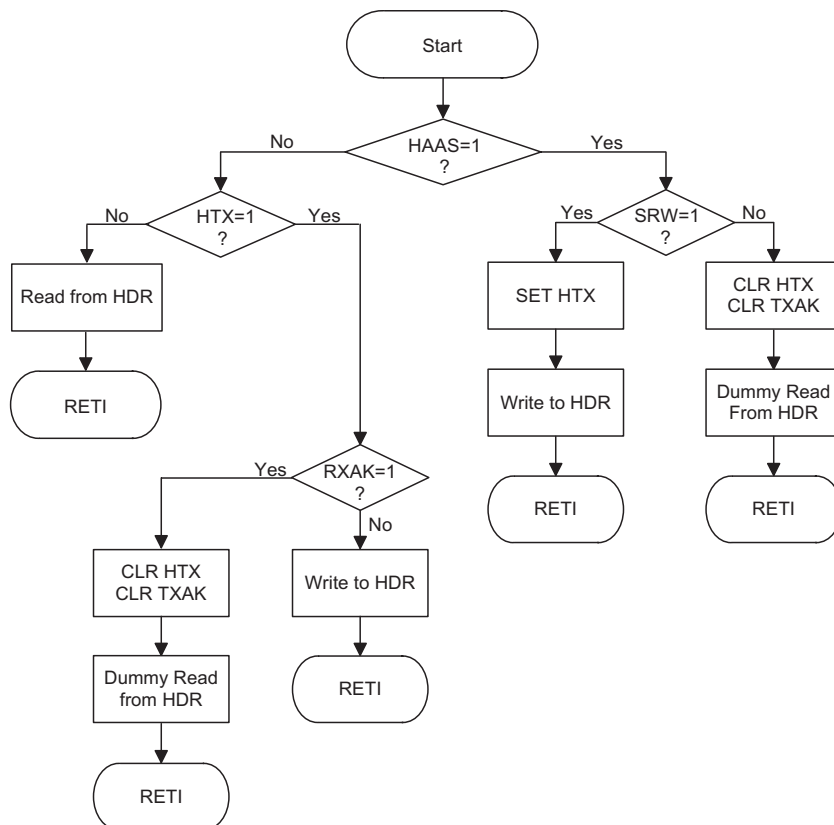 Start
No
HAAS=1
?
Yes
No
HTX=1
?
Yes
Yes
SRW=1
?
No
Read from HDR
SET HTX
CLR HTX
CLR TXAK
RETI
Write to HDR
Dummy Read
From HDR
Yes
RXAK=1
?
No
RETI
RETI
CLR HTX
CLR TXAK
Write to HDR
Dummy Read
from HDR
RETI
RETI